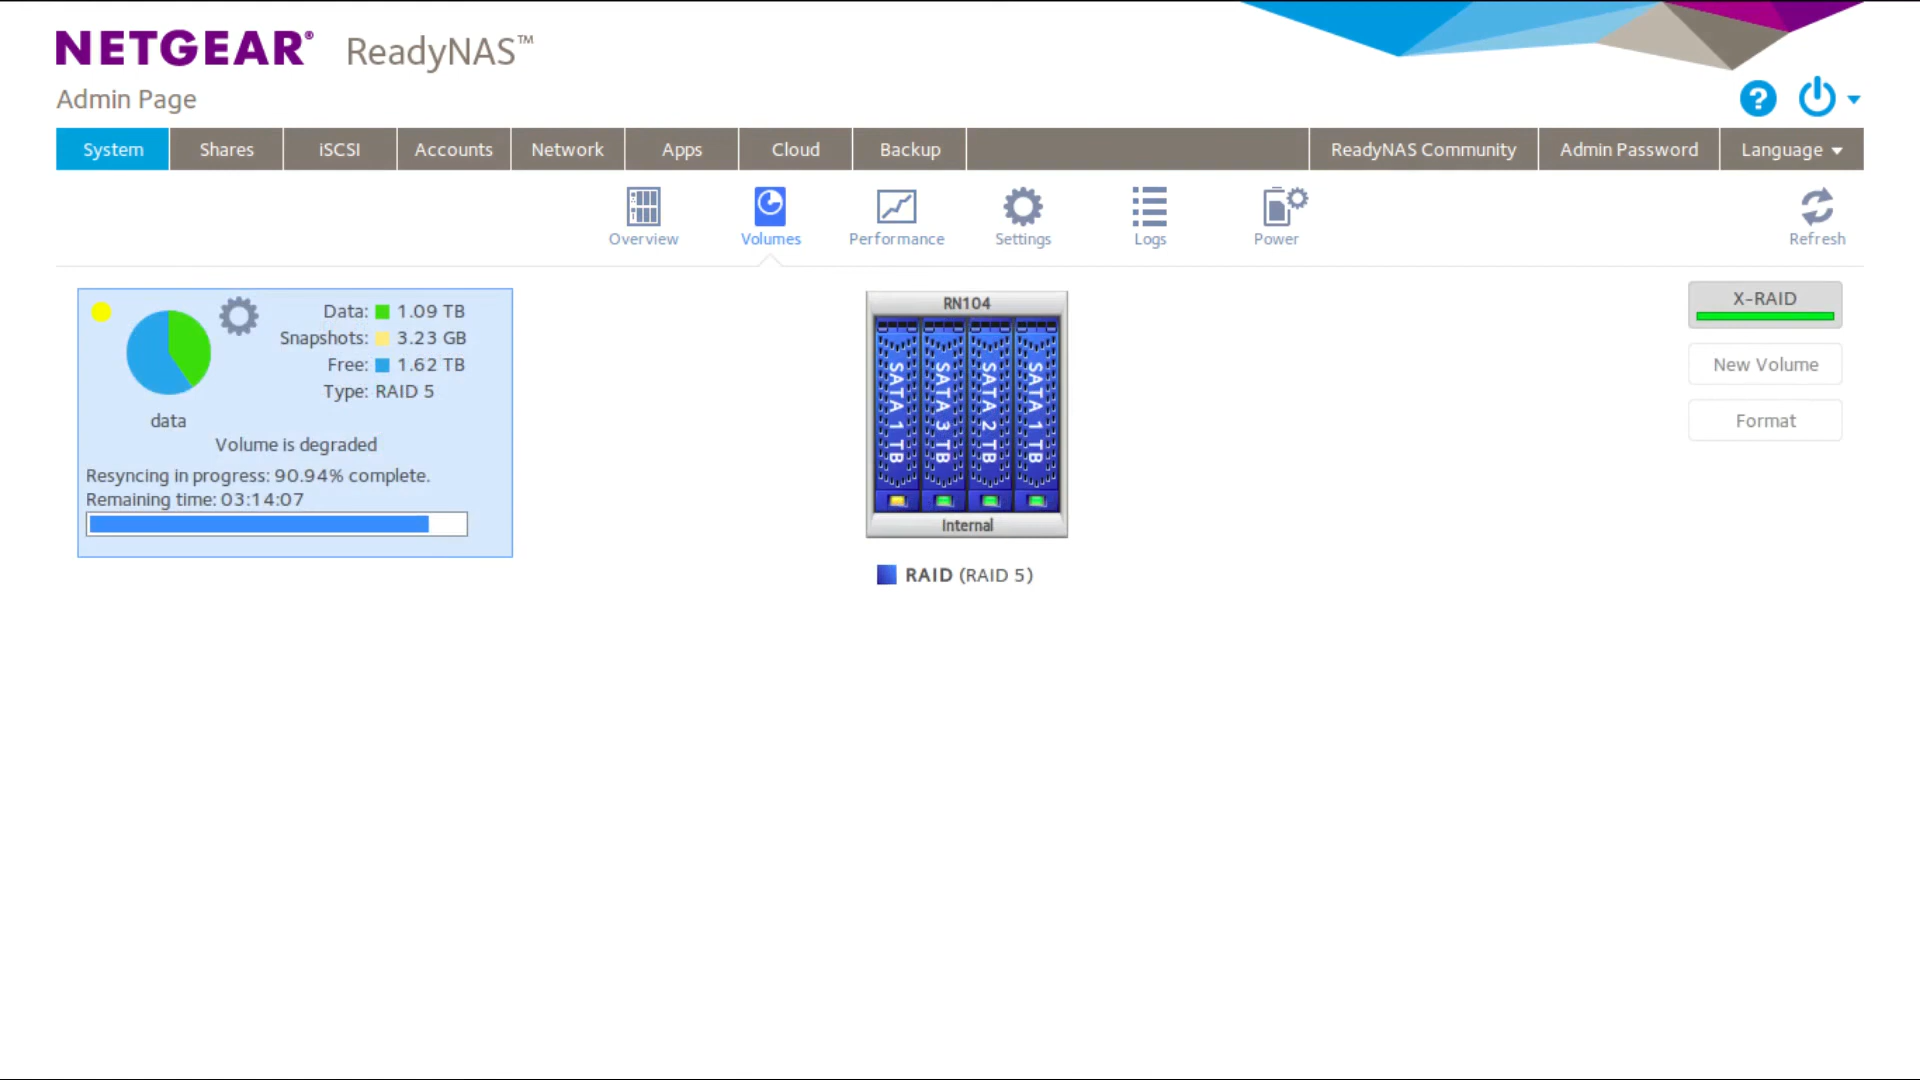 NETGEAR® ReadyNAS™
Admin Page
System Shares iSCSI Accounts Network Apps Cloud Backup ReadyNAS Community Admin Password Language
Overview Volumes Performance Settings Logs Power Refresh
Data: 1.09 TB
Snapshots: 3.23 GB
Free: 1.62 TB
Type: RAID 5
data
Volume is degraded
Resyncing in progress: 90.94% complete.
Remaining time: 03:14:07
RN104
SATA 1 TB
SATA 3 TB
SATA 2 TB
SATA 1 TB
Internal
RAID (RAID 5)
X-RAID
New Volume
Format